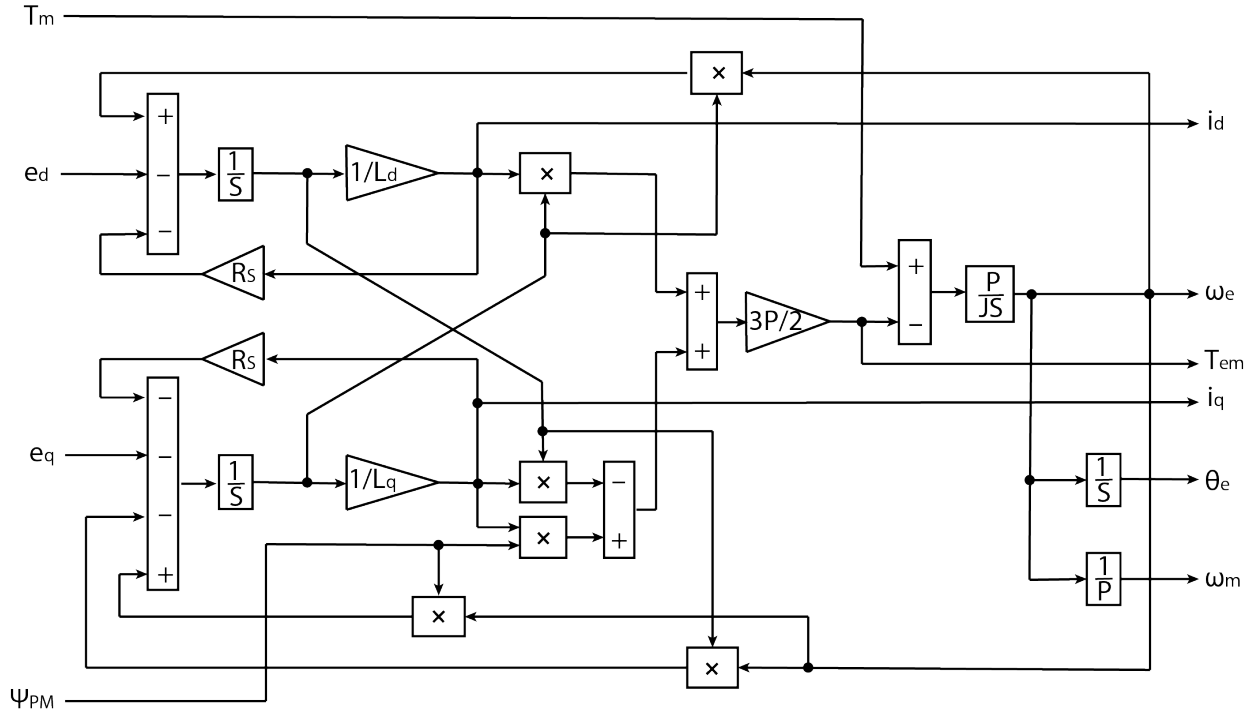 Tm
×
+
id
ed
−
1
S
1/Ld
×
−
RS
+
P
JS
ωe
+
3P/2
−
+
RS
Tem
−
iq
eq
−
1
S
1/Lq
×
−
1
S
θe
−
×
+
+
1
P
ωm
×
×
ΨPM